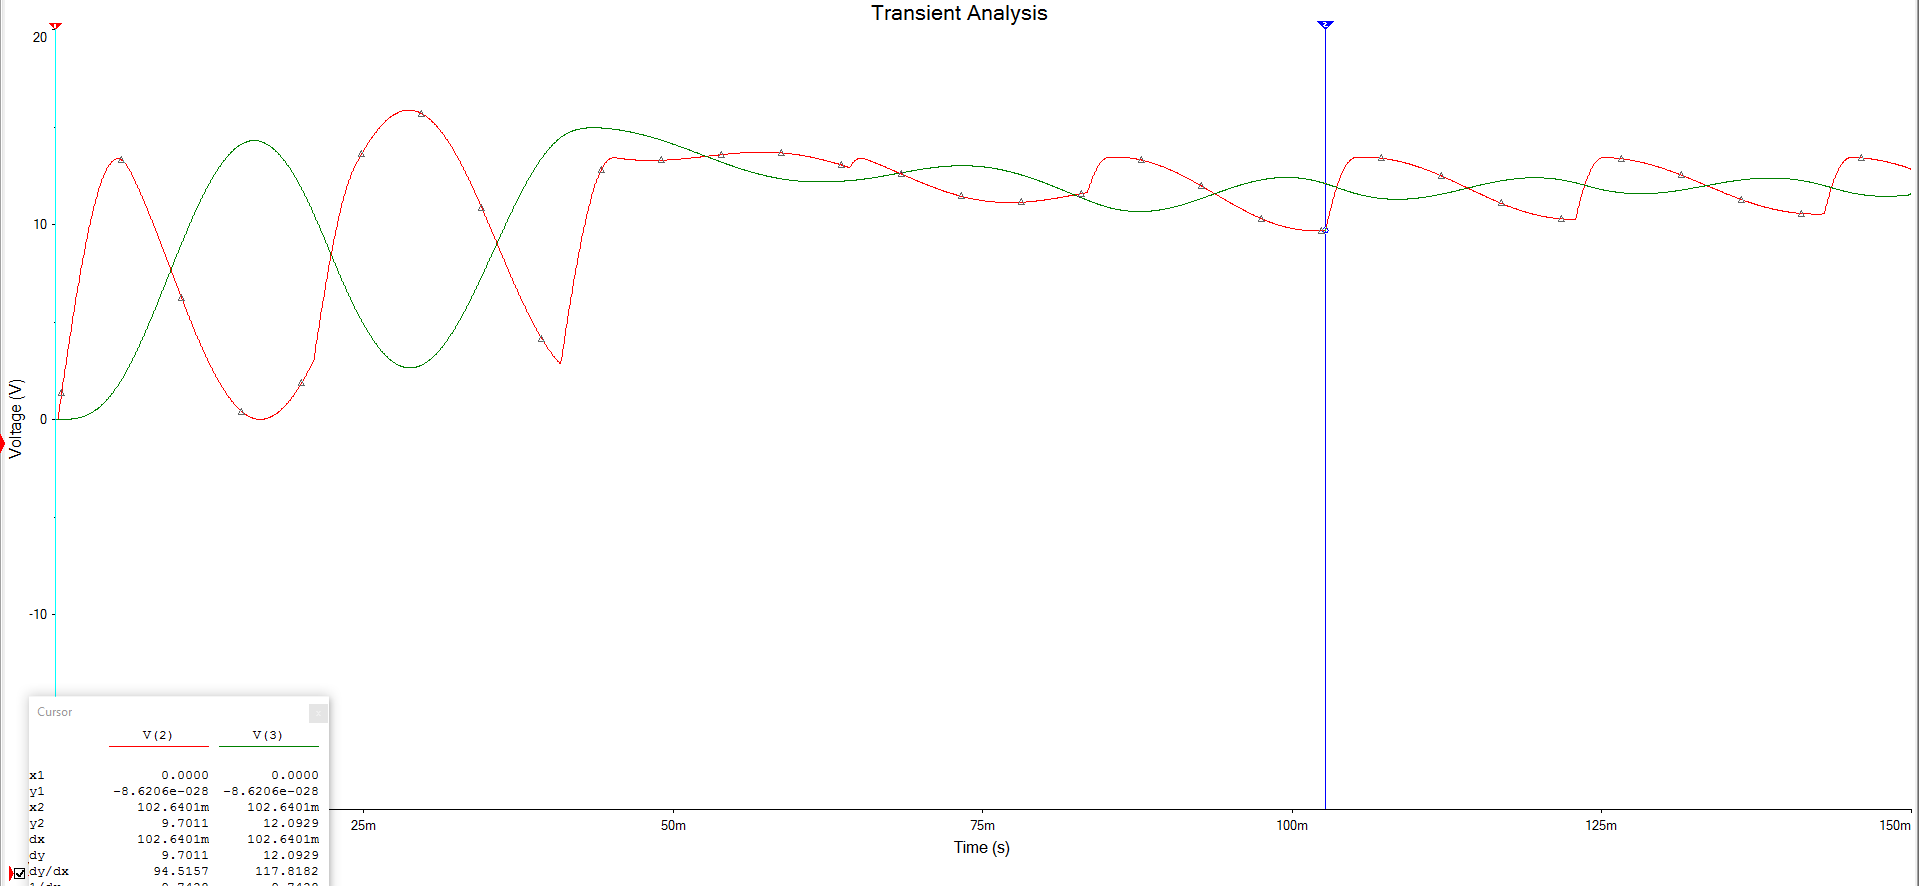 Transient Analysis
1
2
20
10
0
-10
Voltage (V)
25m
50m
75m
100m
125m
150m
Time (s)
Cursor
x
V(2) V(3)
x1 0.0000 0.0000
y1 -8.6206e-028 -8.6206e-028
x2 102.6401m 102.6401m
y2 9.7011 12.0929
dx 102.6401m 102.6401m
dy 9.7011 12.0929
dy/dx 94.5157 117.8182